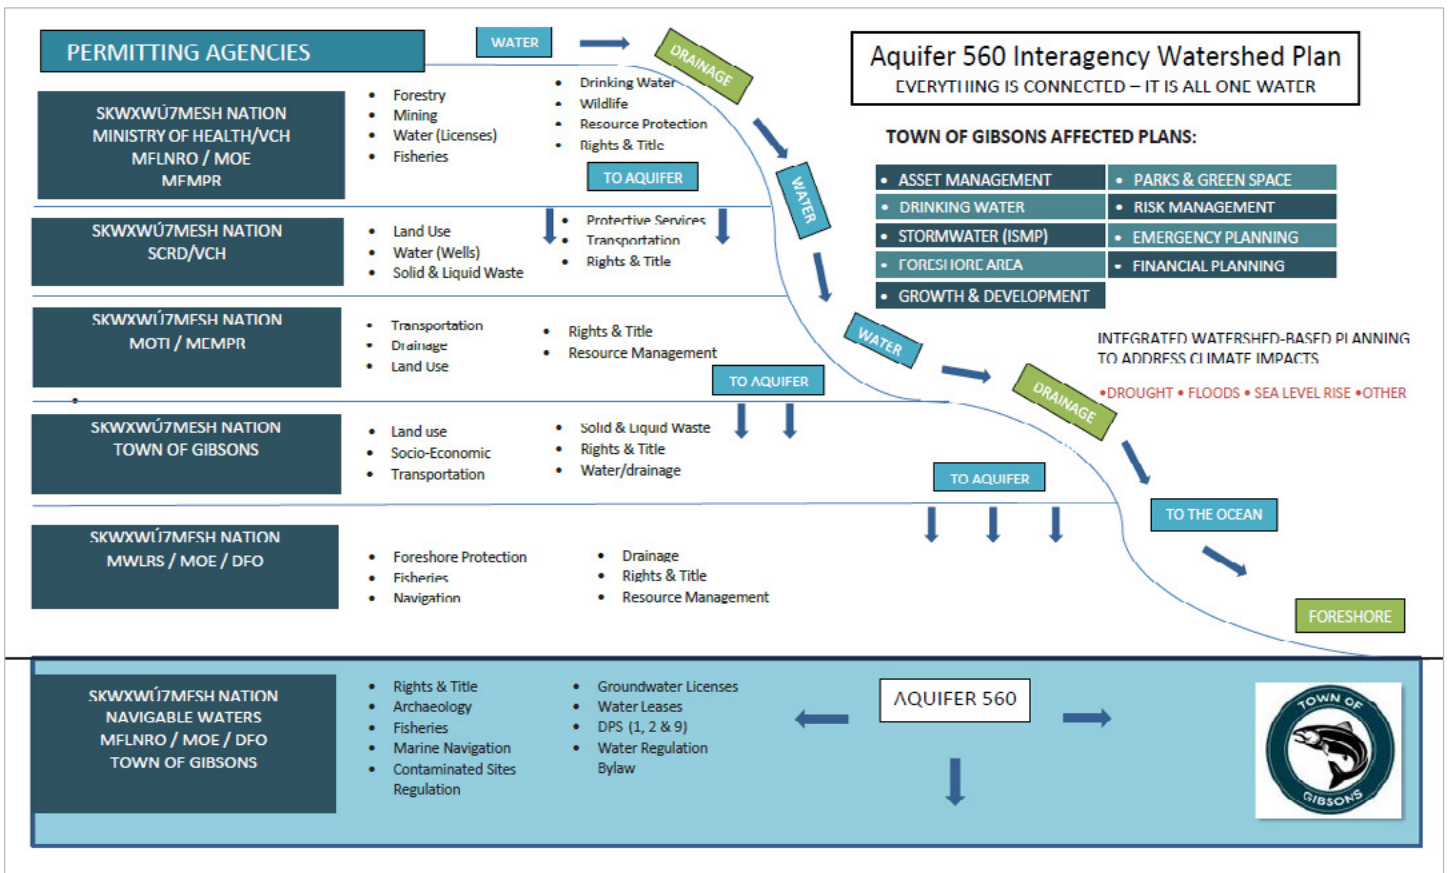 PERMITTING AGENCIES
WATER
DRAINAGE
Aquifer 560 Interagency Watershed Plan
EVERYTHING IS CONNECTED – IT IS ALL ONE WATER
SKWXWÚ7MESH NATION
MINISTRY OF HEALTH/VCH
MFLNRO / MOE
MEMPR
• Forestry
• Mining
• Water (Licenses)
• Fisheries
• Drinking Water
• Wildlife
• Resource Protection
• Rights & Title
TO AQUIFER
WATER
TOWN OF GIBSONS AFFECTED PLANS:
• ASSET MANAGEMENT
• DRINKING WATER
• STORMWATER (ISMP)
• FORESHORE AREA
• GROWTH & DEVELOPMENT
• PARKS & GREEN SPACE
• RISK MANAGEMENT
• EMERGENCY PLANNING
• FINANCIAL PLANNING
SKWXWÚ7MESH NATION
SCRD/VCH
• Land Use
• Water (Wells)
• Solid & Liquid Waste
• Protective Services
• Transportation
• Rights & Title
SKWXWÚ7MESH NATION
MOTI / MEMPR
• Transportation
• Drainage
• Land Use
• Rights & Title
• Resource Management
TO AQUIFER
WATER
DRAINAGE
INTEGRATED WATERSHED-BASED PLANNING
TO ADDRESS CLIMATE IMPACTS
•DROUGHT • FLOODS • SEA LEVEL RISE •OTHER
SKWXWÚ7MESH NATION
TOWN OF GIBSONS
• Land use
• Socio-Economic
• Transportation
• Solid & Liquid Waste
• Rights & Title
• Water/drainage
TO AQUIFER
TO THE OCEAN
SKWXWÚ7MESH NATION
MWLRS / MOE / DFO
• Foreshore Protection
• Fisheries
• Navigation
• Drainage
• Rights & Title
• Resource Management
FORESHORE
SKWXWÚ7MESH NATION
NAVIGABLE WATERS
MFLNRO / MOE / DFO
TOWN OF GIBSONS
• Rights & Title
• Archaeology
• Fisheries
• Marine Navigation
• Contaminated Sites
Regulation
• Groundwater Licenses
• Water Leases
• DPS (1, 2 & 9)
• Water Regulation
Bylaw
AQUIFER 560
TOWN OF
GIBSONS